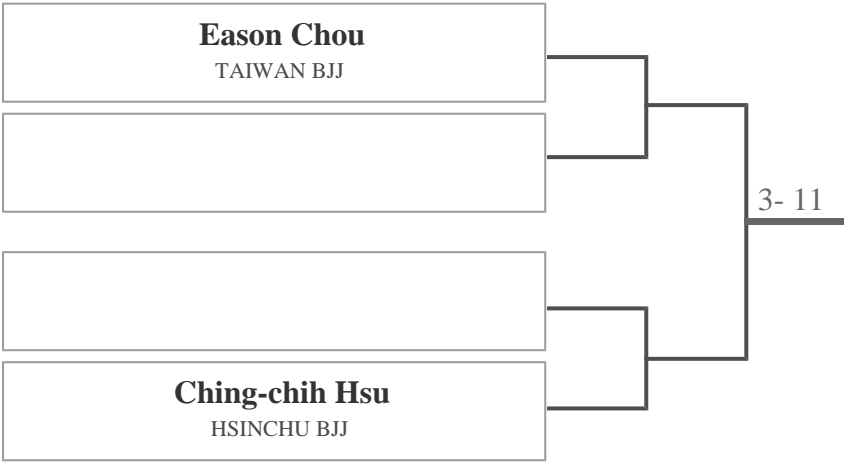 Eason Chou
TAIWAN BJJ
3- 11
Ching-chih Hsu
HSINCHU BJJ